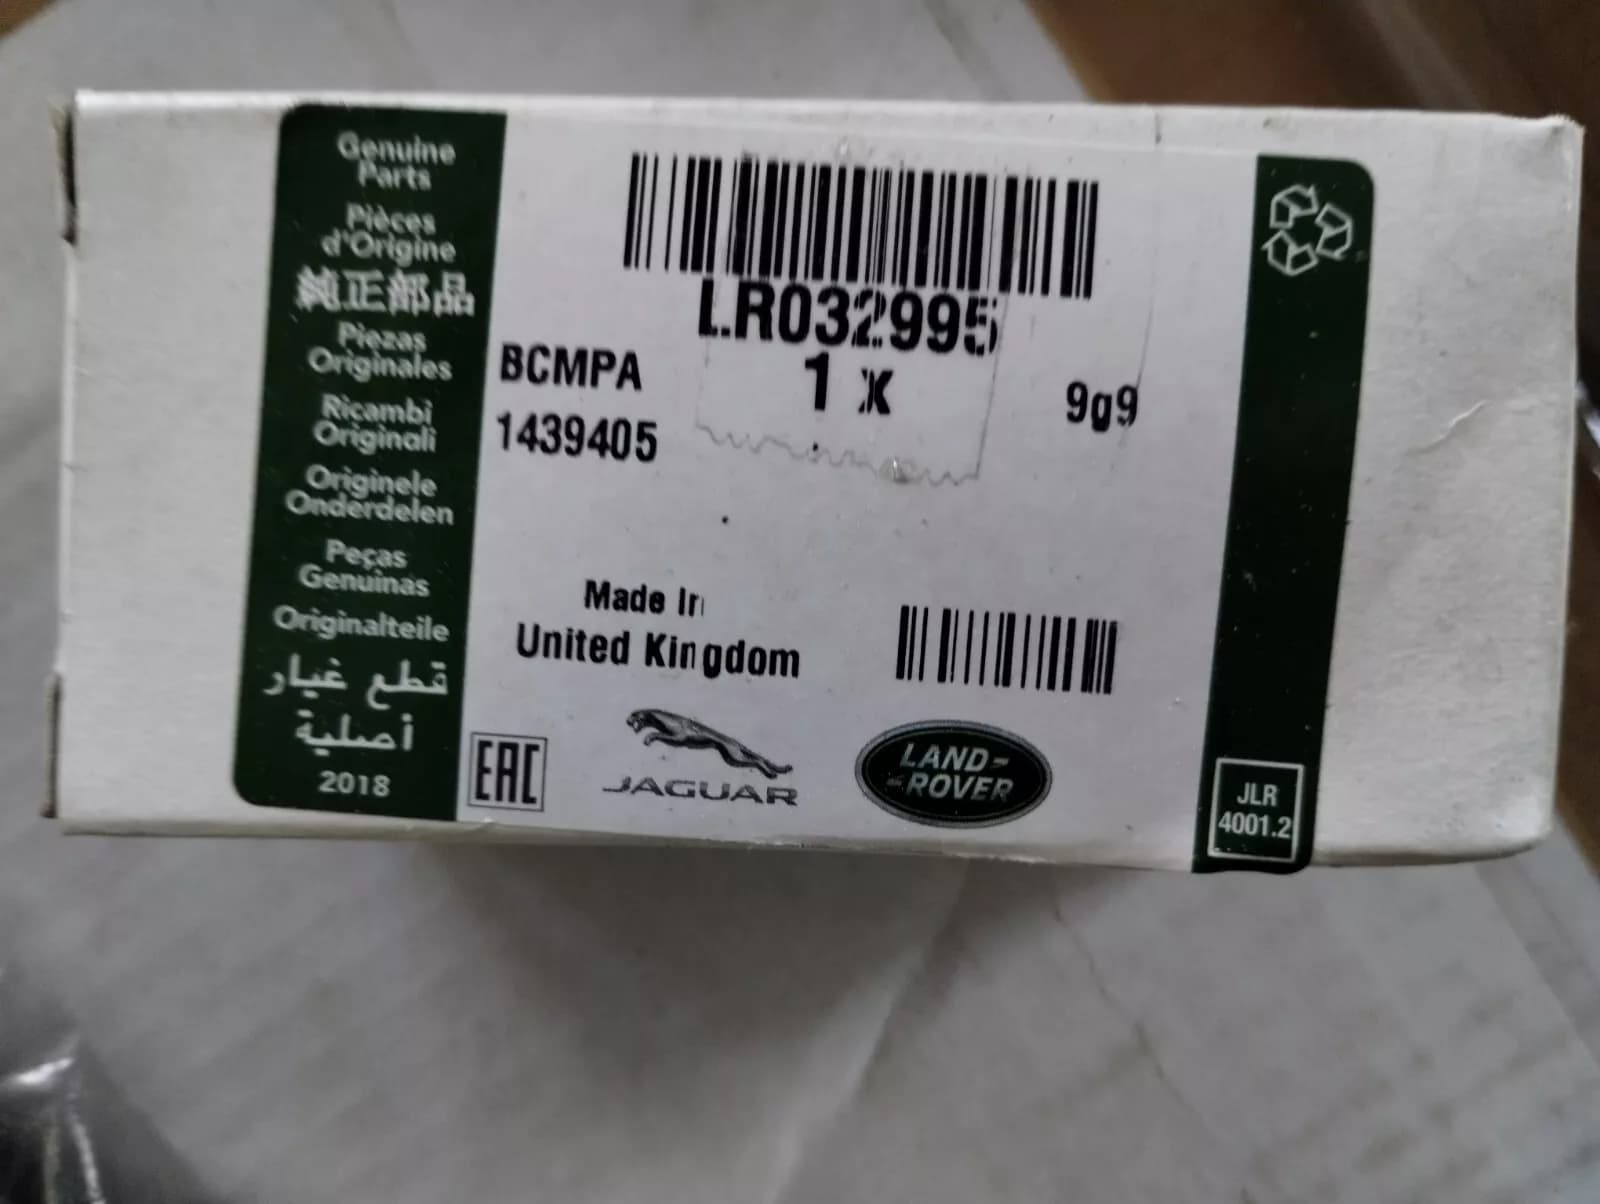 Genuine
Parts
Pièces
d'Origine
純正部品
Piezas
Originales
Ricambi
Originali
Originele
Onderdelen
Peças
Genuinas
Originalteile
قطع غيار
أصلية
2018
LR032995
BCMPA
1 x
9g9
1439405
Made In
United Kingdom
EAC
JAGUAR
LAND-
-ROVER
JLR
4001.2